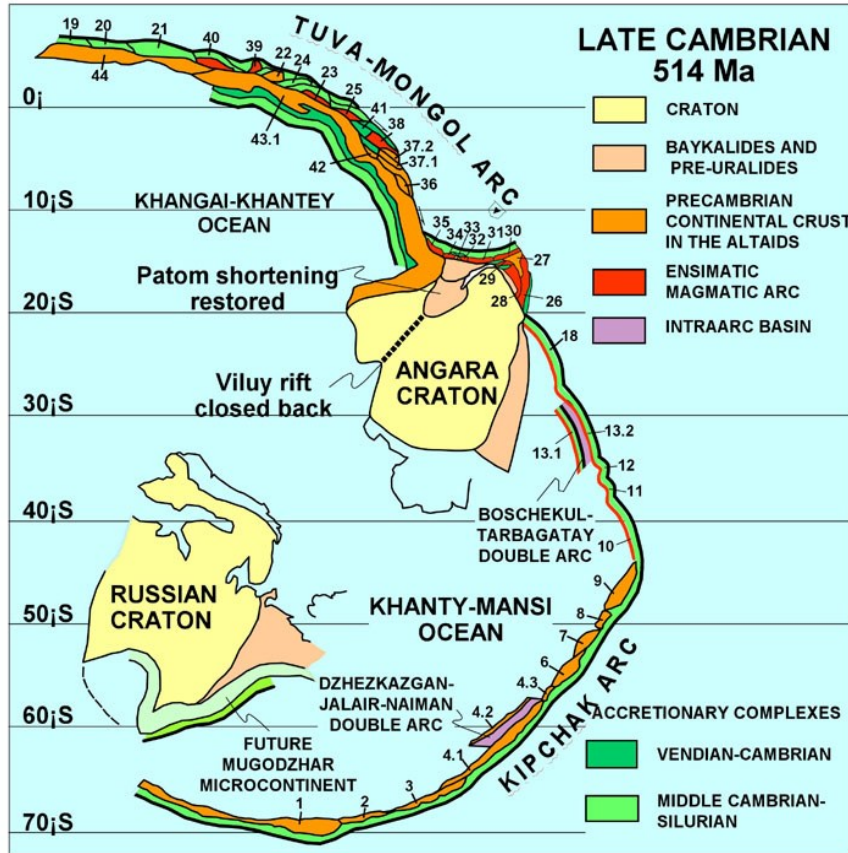 LATE CAMBRIAN
514 Ma
CRATON
BAYKALIDES AND
PRE-URALIDES
PRECAMBRIAN
CONTINENTAL CRUST
IN THE ALTAIDS
ENSIMATIC
MAGMATIC ARC
INTRAARC BASIN
TUVA-MONGOL ARC
19
20
21
40
39
22
24
23
25
41
38
37.2
37.1
36
44
43.1
42
0¡
10¡S
20¡S
30¡S
40¡S
50¡S
60¡S
70¡S
KHANGAI-KHANTEY
OCEAN
35
34
33
32
31
30
27
29
28
26
18
Patom shortening
restored
Viluy rift
closed back
ANGARA
CRATON
13.2
13.1
12
11
10
BOSCHEKUL-
TARBAGATAY
DOUBLE ARC
RUSSIAN
CRATON
KHANTY-MANSI
OCEAN
9
8
7
6
4.3
4.2
4.1
3
2
1
DZHEZKAZGAN-
JALAIR-NAIMAN
DOUBLE ARC
FUTURE
MUGODZHAR
MICROCONTINENT
KIPCHAK ARC
ACCRETIONARY COMPLEXES
VENDIAN-CAMBRIAN
MIDDLE CAMBRIAN-
SILURIAN